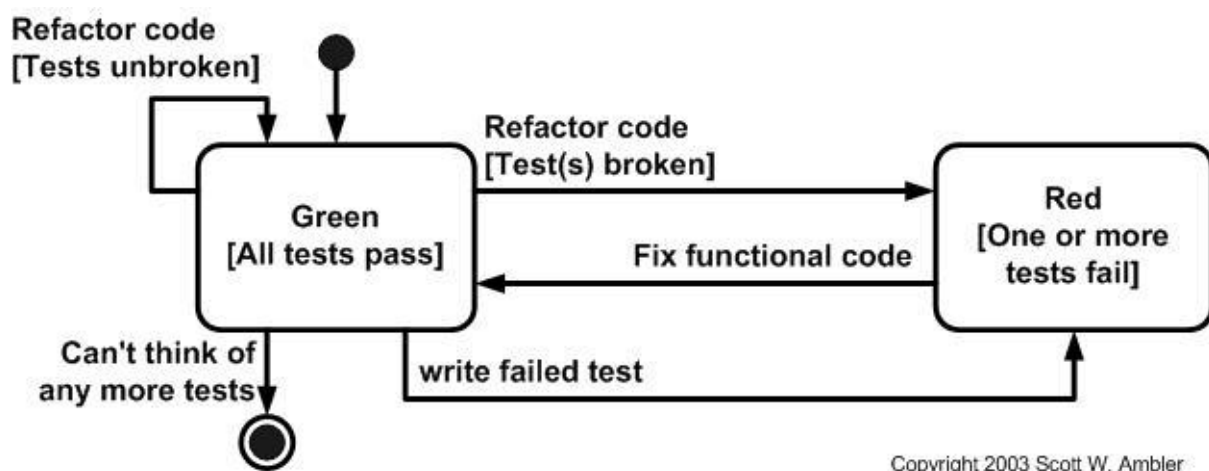 Refactor code
[Tests unbroken]
Refactor code
[Test(s) broken]
Green
[All tests pass]
Red
[One or more
tests fail]
Fix functional code
Can't think of
any more tests
write failed test
Copyright 2003 Scott W. Ambler